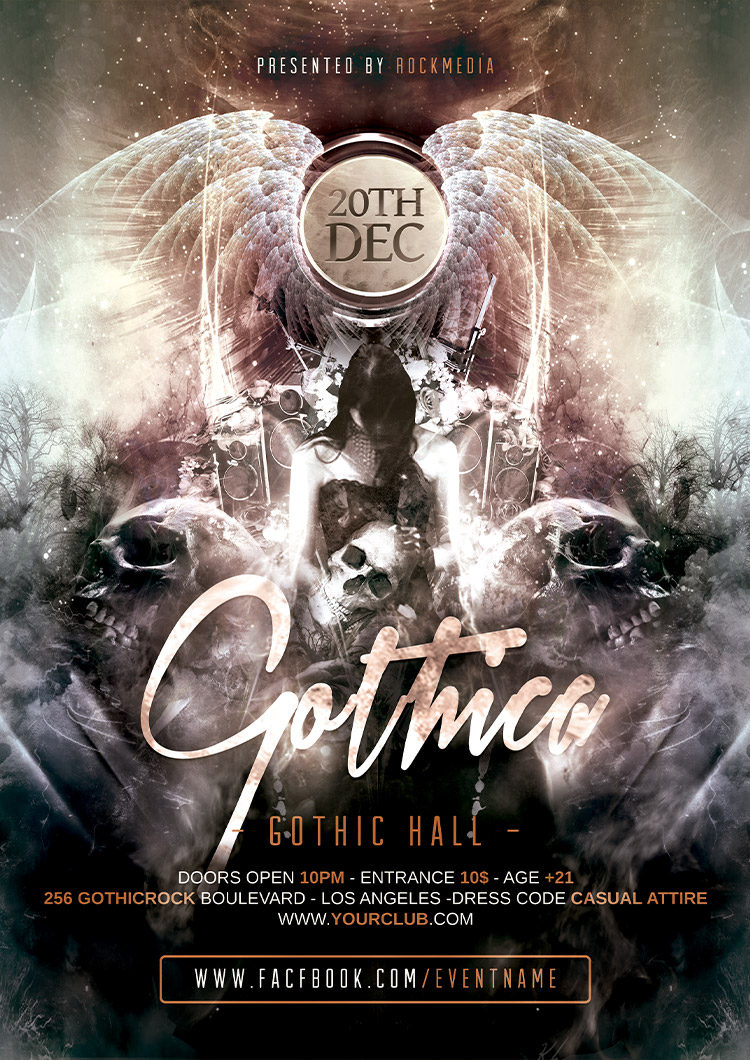 PRESENTED BY ROCKMEDIA
20TH
DEC
Gothica
- GOTHIC HALL -
DOORS OPEN 10PM - ENTRANCE 10$ - AGE +21
256 GOTHICROCK BOULEVARD - LOS ANGELES -DRESS CODE CASUAL ATTIRE
WWW.YOURCLUB.COM
WWW.FACFBOOK.COM/EVENTNAME